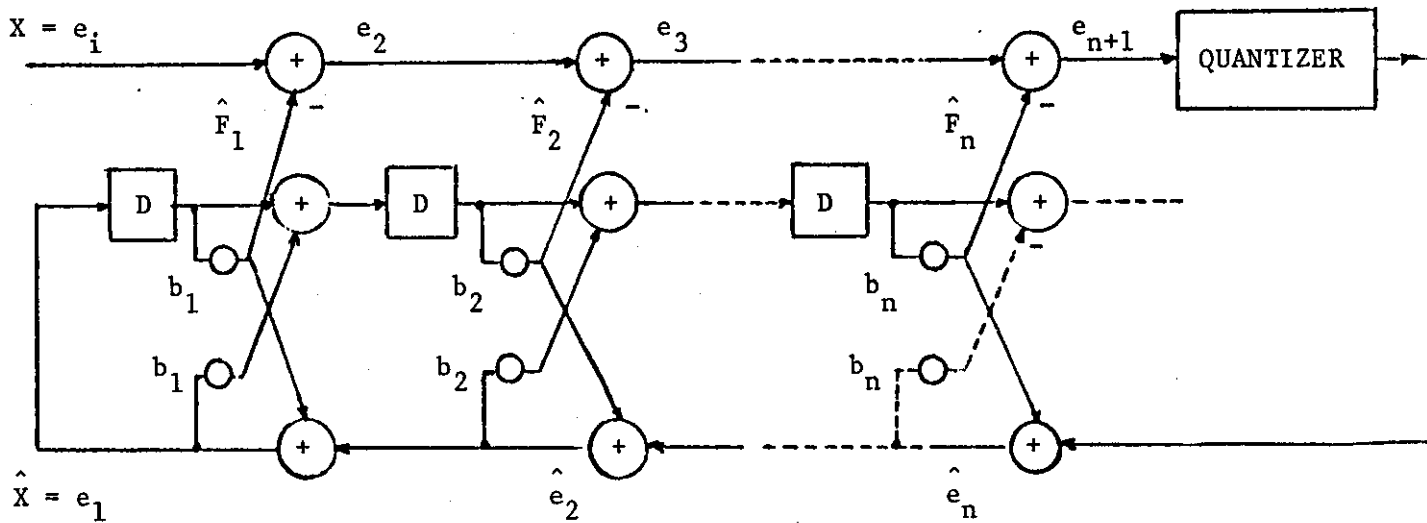 X = e_i e_2 e_3 e_{n+1}
+ + + QUANTIZER
- - -
F̂_1 F̂_2 F̂_n
D + D + D +
-
b_1 b_2 b_n
b_1 b_2 b_n
+ + +
X̂ = e_1 ê_2 ê_n